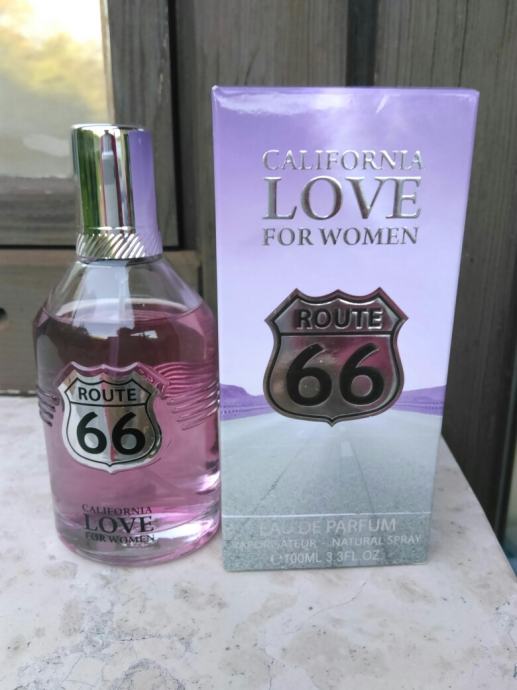 ROUTE
66
CALIFORNIA
LOVE
FOR WOMEN
CALIFORNIA
LOVE
FOR WOMEN
ROUTE
66
EAU DE PARFUM
VAPORISATEUR - NATURAL SPRAY
℮100ML 3.3FL.OZ.